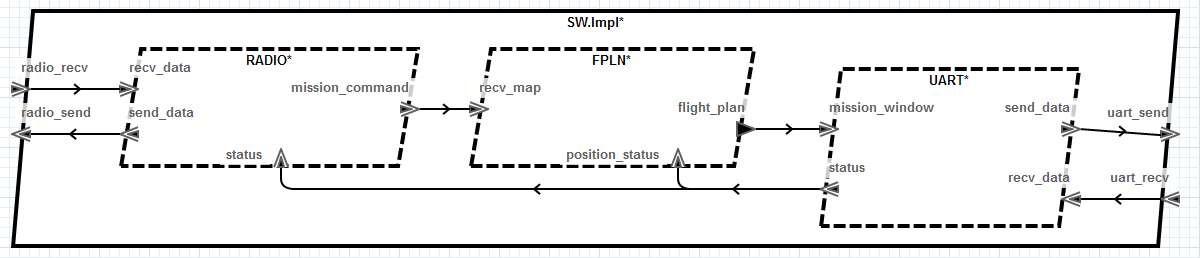 SW.Impl*
RADIO*
FPLN*
UART*
radio_recv
recv_data
mission_command
recv_map
flight_plan
mission_window
send_data
uart_send
radio_send
send_data
status
position_status
status
recv_data
uart_recv